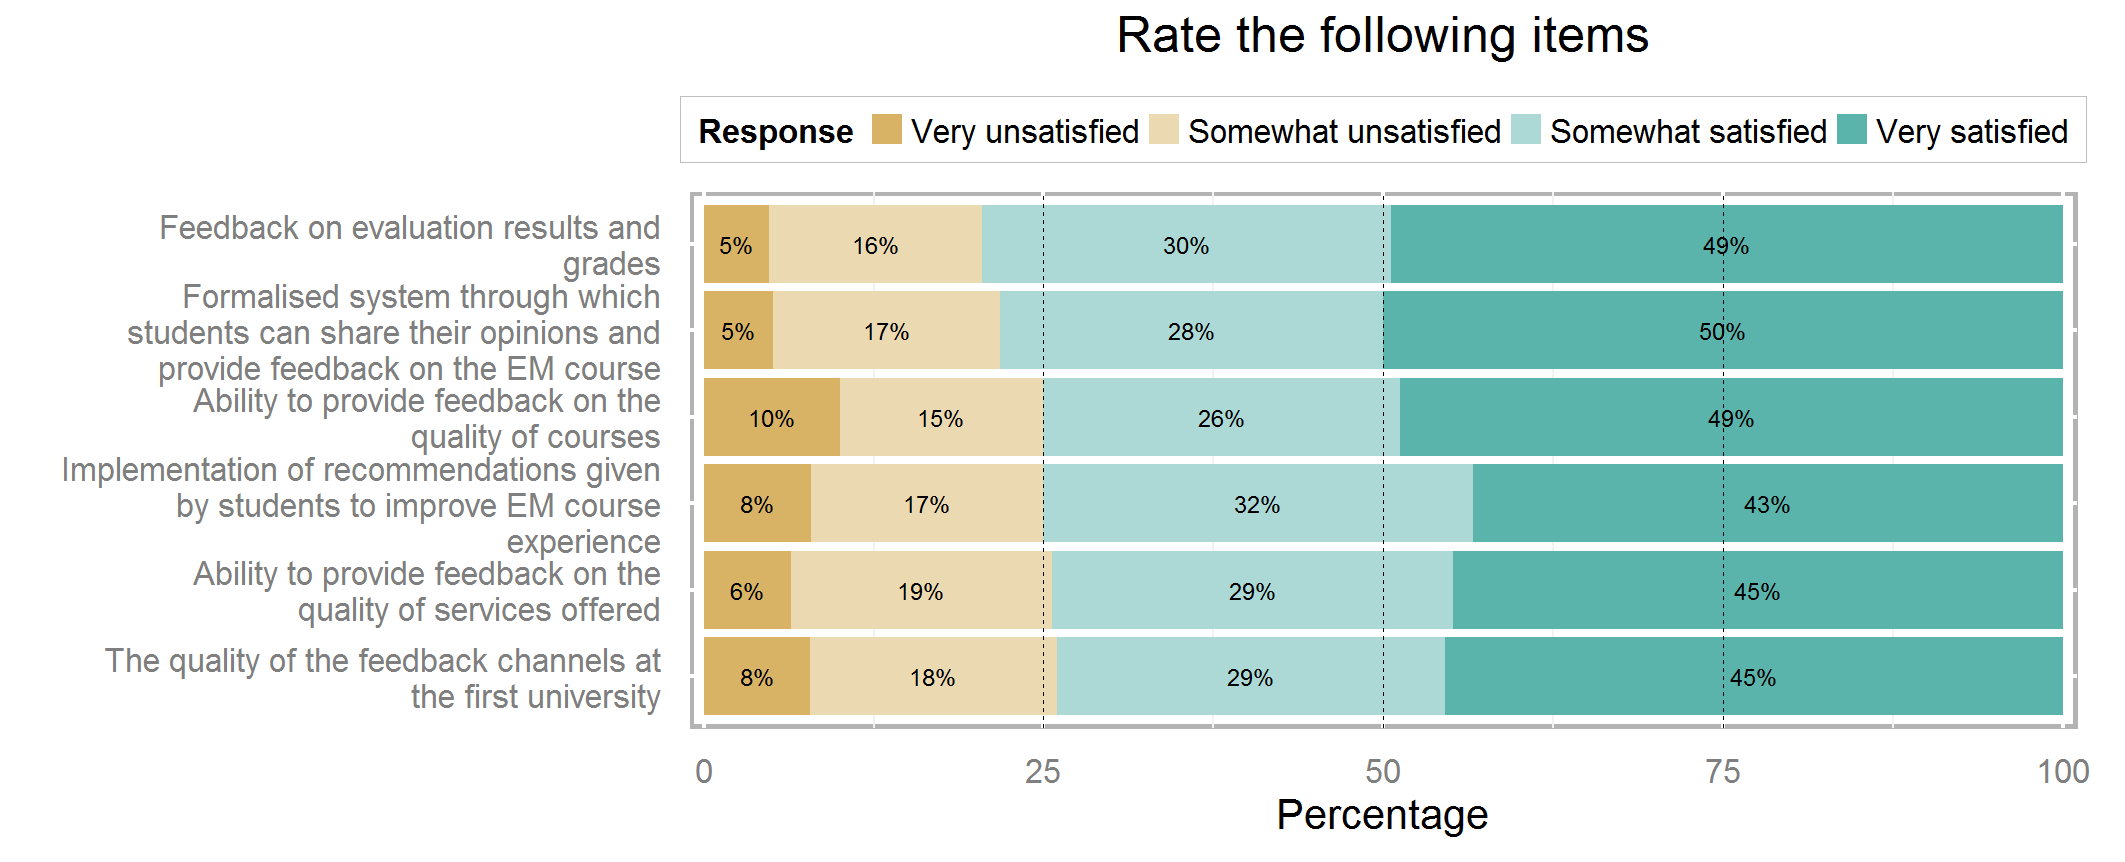 Rate the following items
Response Very unsatisfied Somewhat unsatisfied Somewhat satisfied Very satisfied
Feedback on evaluation results and
grades
5% 16% 30% 49%
Formalised system through which
students can share their opinions and
provide feedback on the EM course
5% 17% 28% 50%
Ability to provide feedback on the
quality of courses
10% 15% 26% 49%
Implementation of recommendations given
by students to improve EM course
experience
8% 17% 32% 43%
Ability to provide feedback on the
quality of services offered
6% 19% 29% 45%
The quality of the feedback channels at
the first university
8% 18% 29% 45%
0 25 50 75 100
Percentage